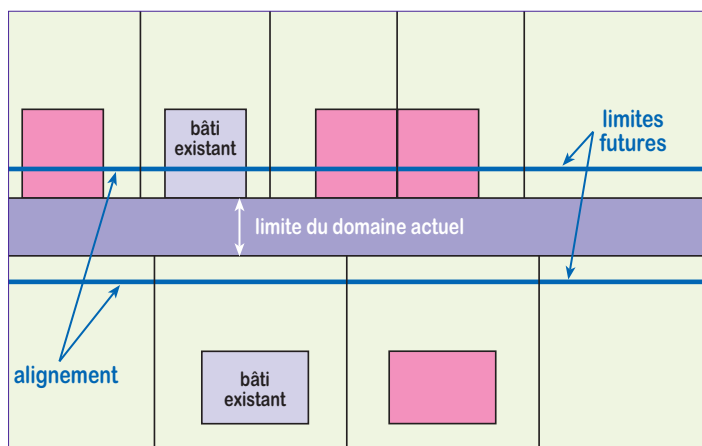 bâti
existant
limites
futures
limite du domaine actuel
alignement
bâti
existant